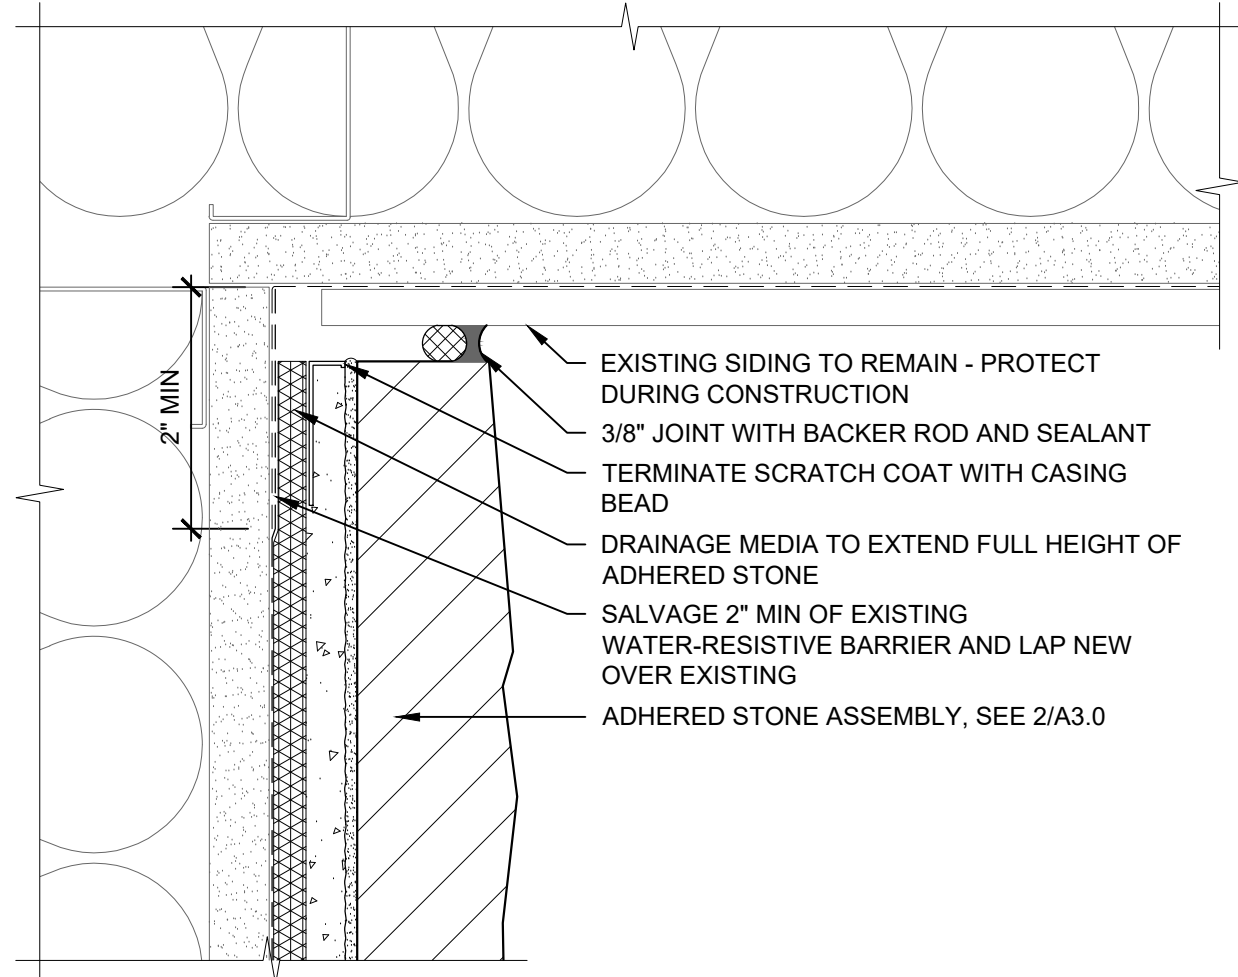 EXISTING SIDING TO REMAIN - PROTECT
DURING CONSTRUCTION
2" MIN
3/8" JOINT WITH BACKER ROD AND SEALANT
TERMINATE SCRATCH COAT WITH CASING
BEAD
DRAINAGE MEDIA TO EXTEND FULL HEIGHT OF
ADHERED STONE
SALVAGE 2" MIN OF EXISTING
WATER-RESISTIVE BARRIER AND LAP NEW
OVER EXISTING
ADHERED STONE ASSEMBLY, SEE 2/A3.0